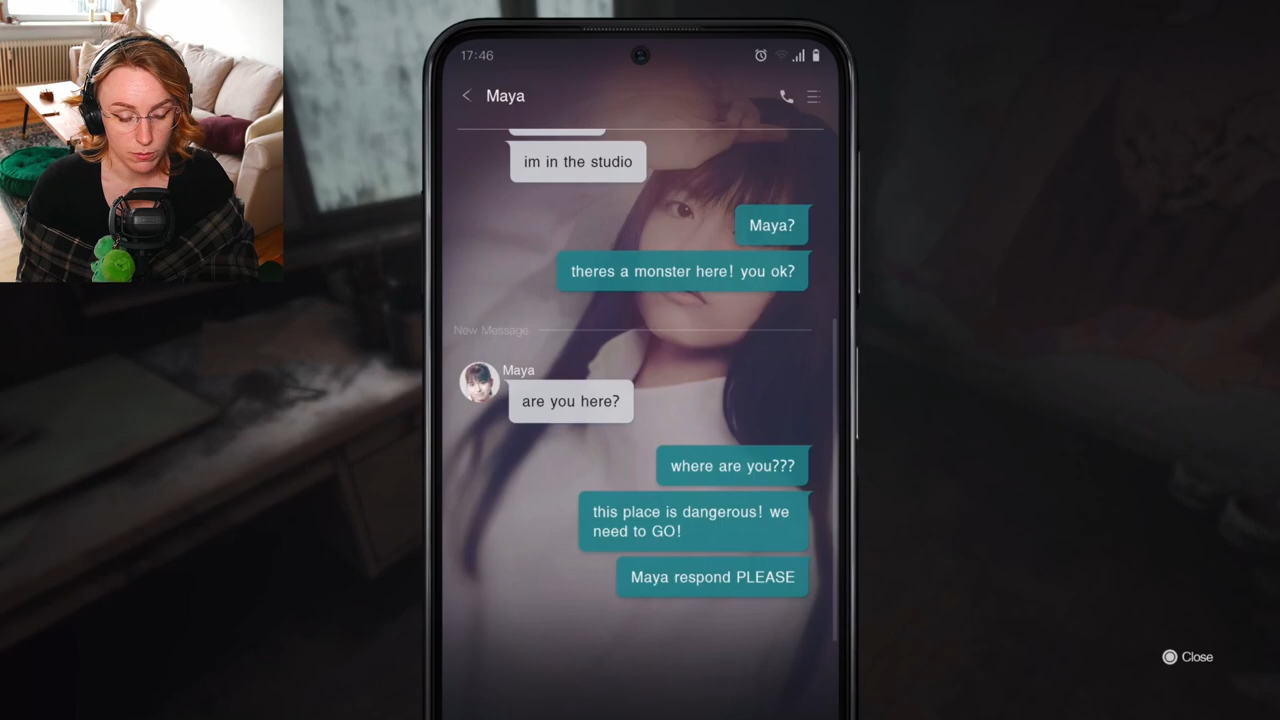 17:46
Maya
im in the studio
Maya?
theres a monster here! you ok?
New Message
Maya
are you here?
where are you???
this place is dangerous! we
need to GO!
Maya respond PLEASE
Close